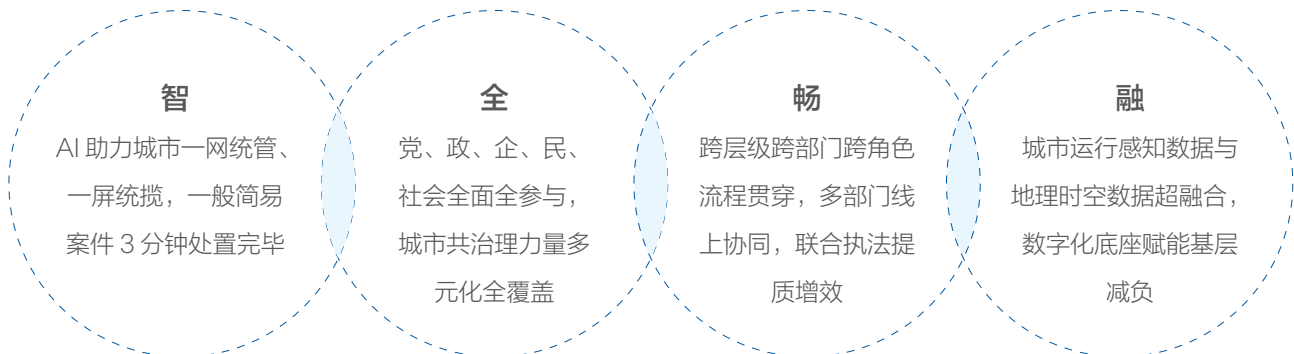 智
AI 助力城市一网统管、
一屏统揽，一般简易
案件 3 分钟处置完毕
全
党、政、企、民、
社会全面全参与，
城市共治理力量多
元化全覆盖
畅
跨层级跨部门跨角色
流程贯穿，多部门线
上协同，联合执法提
质增效
融
城市运行感知数据与
地理时空数据超融合，
数字化底座赋能基层
减负